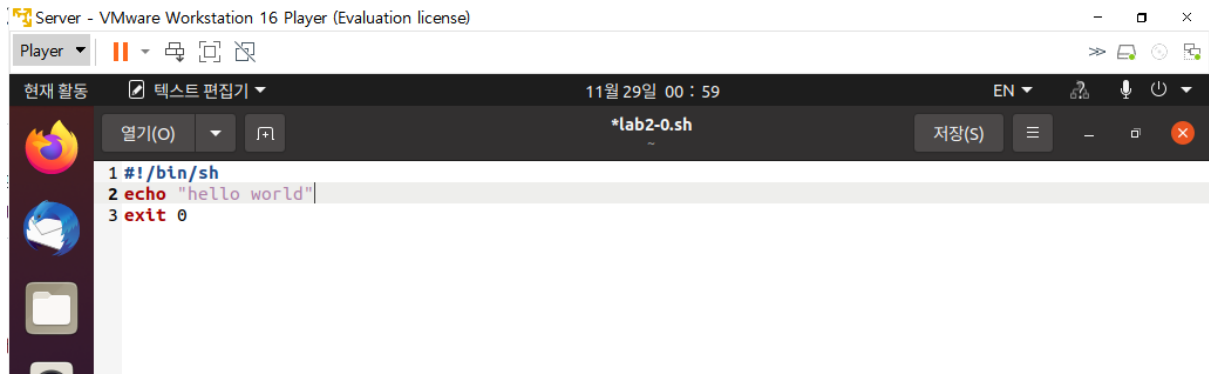 Server - VMware Workstation 16 Player (Evaluation license)
Player
현재 활동 텍스트 편집기 11월 29일 00 : 59 EN
열기(O) *lab2-0.sh 저장(S)
~
1 #!/bin/sh
2 echo "hello world"
3 exit 0